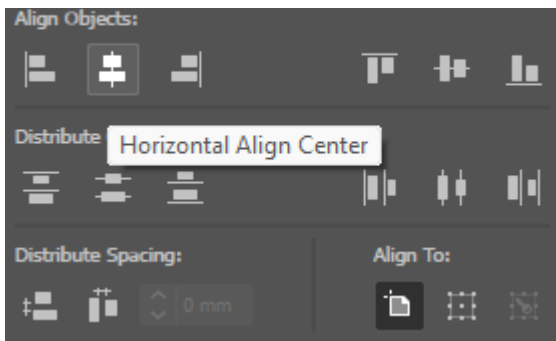 Align Objects:
Distribute
Horizontal Align Center
Distribute Spacing:
Align To:
0 mm